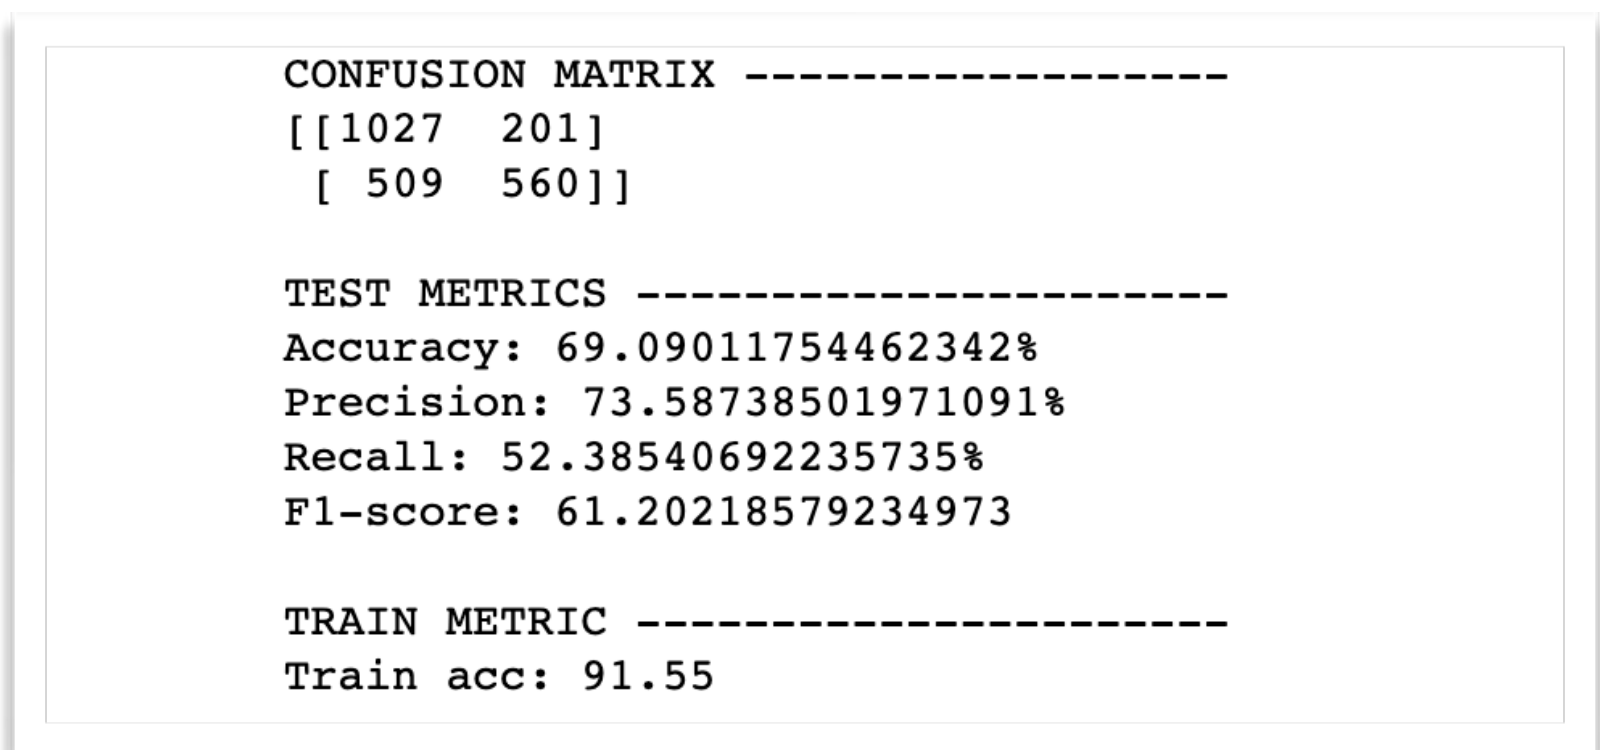 CONFUSION MATRIX ------------------
[[1027  201]
 [ 509  560]]
TEST METRICS ----------------------
Accuracy: 69.09011754462342%
Precision: 73.58738501971091%
Recall: 52.38540692235735%
F1-score: 61.20218579234973
TRAIN METRIC ----------------------
Train acc: 91.55